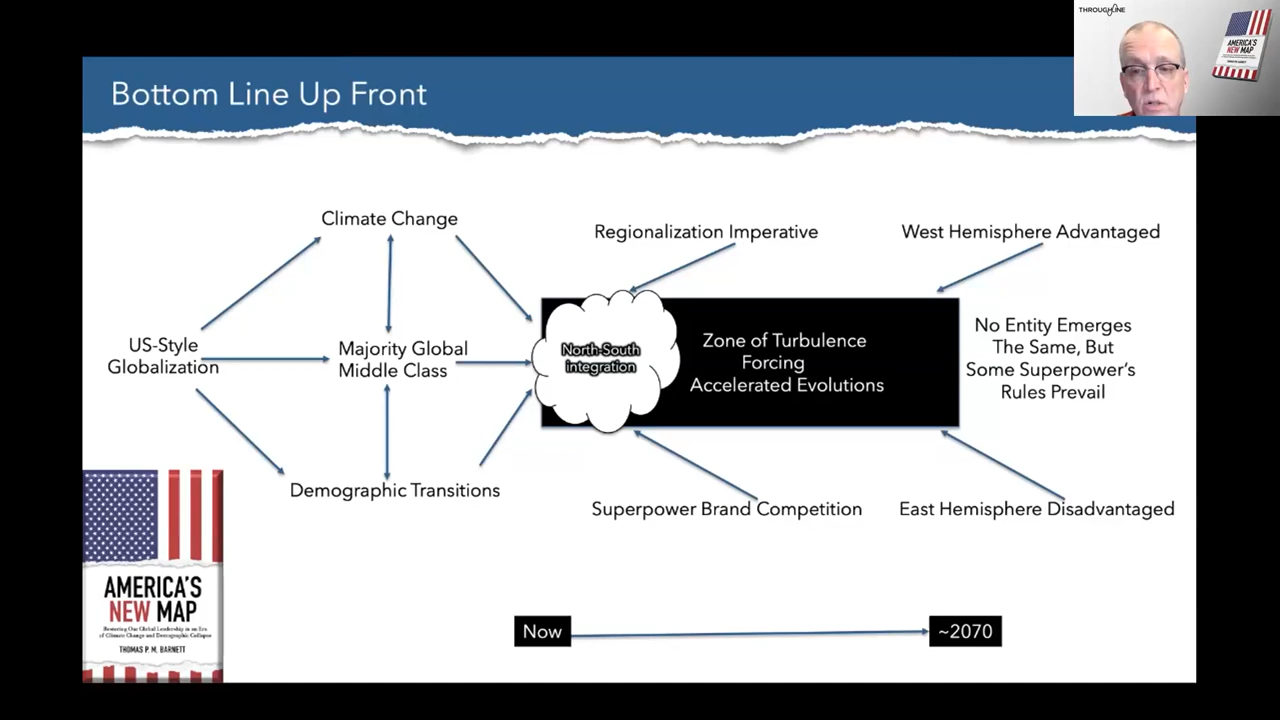 THROUGHLINE
AMERICA'S
NEW MAP
Bottom Line Up Front
Climate Change
Regionalization Imperative
West Hemisphere Advantaged
US-Style
Globalization
Majority Global
Middle Class
North-South
integration
Zone of Turbulence
Forcing
Accelerated Evolutions
No Entity Emerges
The Same, But
Some Superpower's
Rules Prevail
Demographic Transitions
Superpower Brand Competition
East Hemisphere Disadvantaged
AMERICA'S
NEW MAP
Restoring Our Global Leadership in an Era
of Climate Change and Demographic Collapse
THOMAS P. M. BARNETT
Now
~2070